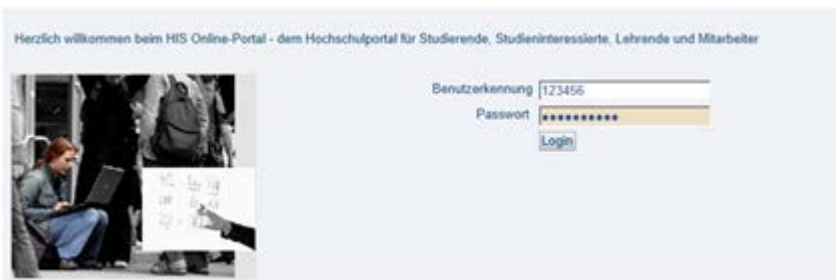 Herzlich willkommen beim HIS Online-Portal - dem Hochschulportal für Studierende, Studieninteressierte, Lehrende und Mitarbeiter
Benutzerkennung 123456
Passwort ••••••••••
Login